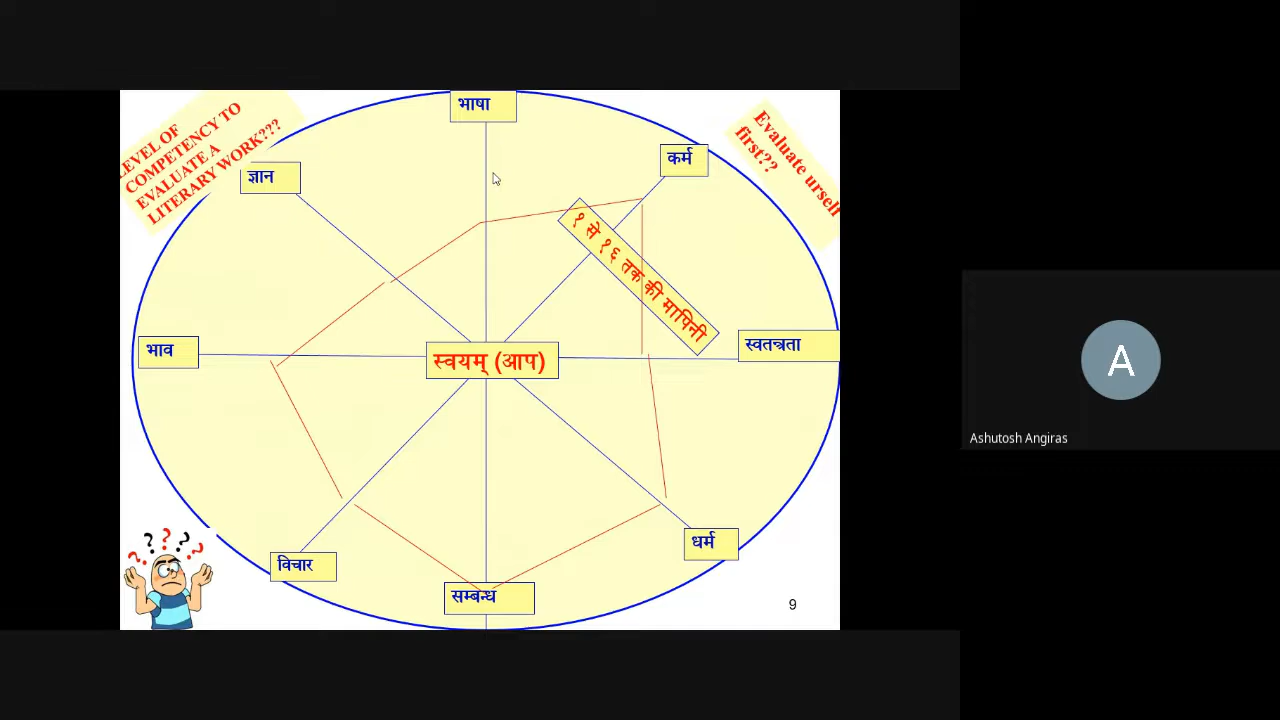 LEVEL OF
COMPETENCY TO
EVALUATE A
LITERARY WORK???
भाषा
कर्म
Evaluate urself
first??
ज्ञान
१ से १६ तक की मापिनी
भाव
स्वयम् (आप)
स्वतन्त्रता
Ashutosh Angiras
A
विचार
सम्बन्ध
धर्म
9
? ? ? ? ?